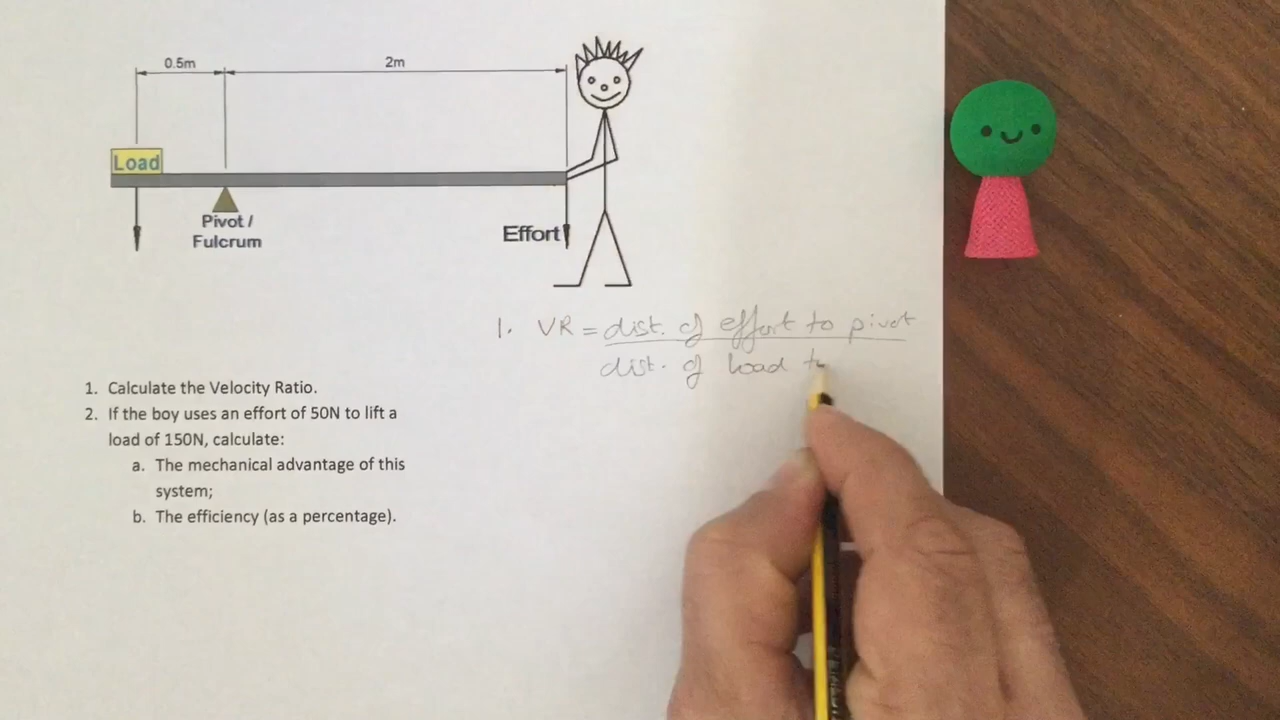 0.5m 2m
Load
Pivot /
Fulcrum
Effort
1. VR = dist. of effort to pivot
dist. of load to
1. Calculate the Velocity Ratio.
2. If the boy uses an effort of 50N to lift a
load of 150N, calculate:
a. The mechanical advantage of this
system;
b. The efficiency (as a percentage).